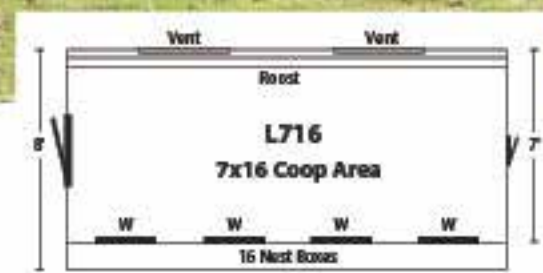 Vent Vent
Roost
8' L716 7'
7x16 Coop Area
W W W W
16 Nest Boxes